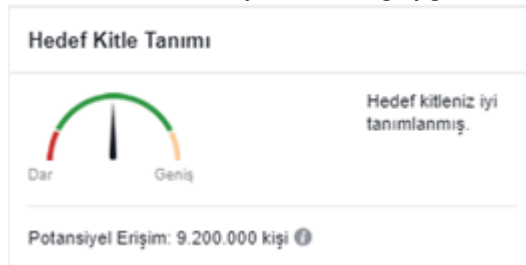 Hedef Kitle Tanımı
Hedef kitleniz iyi
tanımlanmış.
Dar
Geniş
Potansiyel Erişim: 9.200.000 kişi